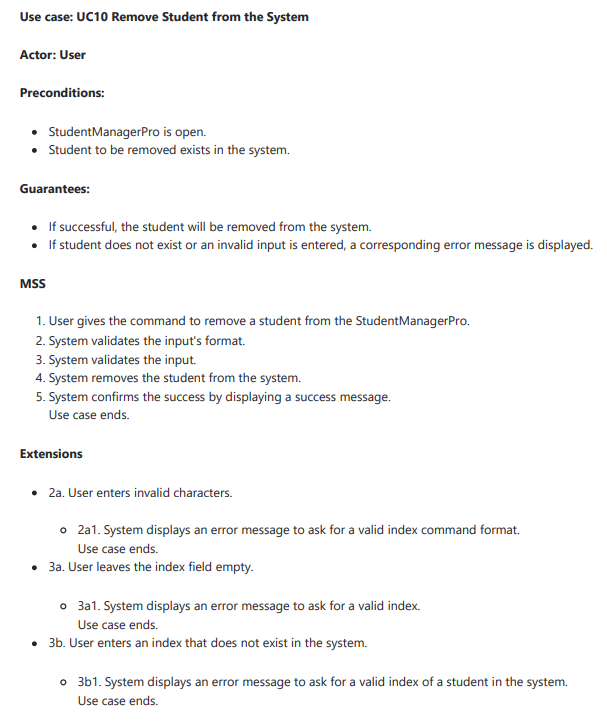 Use case: UC10 Remove Student from the System
Actor: User
Preconditions:
• StudentManagerPro is open.
• Student to be removed exists in the system.
Guarantees:
• If successful, the student will be removed from the system.
• If student does not exist or an invalid input is entered, a corresponding error message is displayed.
MSS
1. User gives the command to remove a student from the StudentManagerPro.
2. System validates the input's format.
3. System validates the input.
4. System removes the student from the system.
5. System confirms the success by displaying a success message.
Use case ends.
Extensions
• 2a. User enters invalid characters.
○ 2a1. System displays an error message to ask for a valid index command format.
Use case ends.
• 3a. User leaves the index field empty.
○ 3a1. System displays an error message to ask for a valid index.
Use case ends.
• 3b. User enters an index that does not exist in the system.
○ 3b1. System displays an error message to ask for a valid index of a student in the system.
Use case ends.